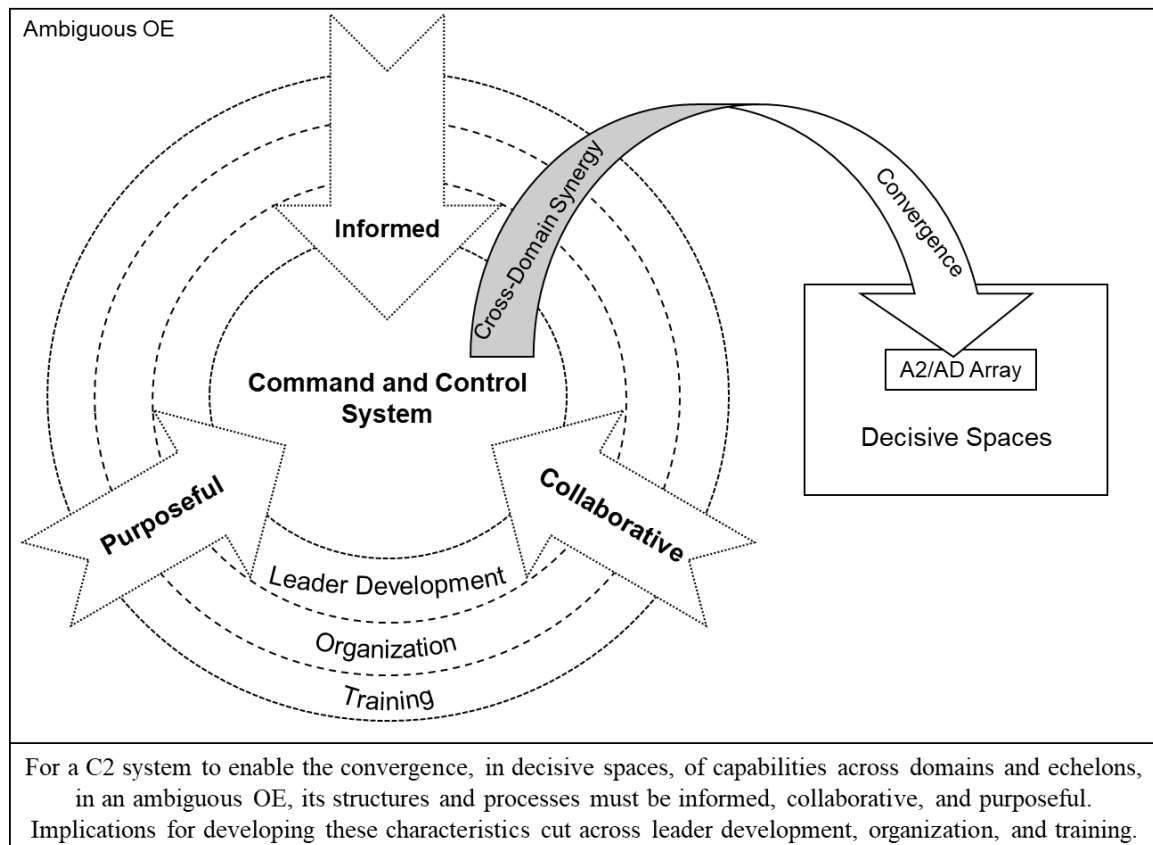 Ambiguous OE
Informed
Cross-Domain Synergy
Convergence
Command and Control
System
A2/AD Array
Decisive Spaces
Purposeful
Collaborative
Leader Development
Organization
Training
For a C2 system to enable the convergence, in decisive spaces, of capabilities across domains and echelons,
in an ambiguous OE, its structures and processes must be informed, collaborative, and purposeful.
Implications for developing these characteristics cut across leader development, organization, and training.